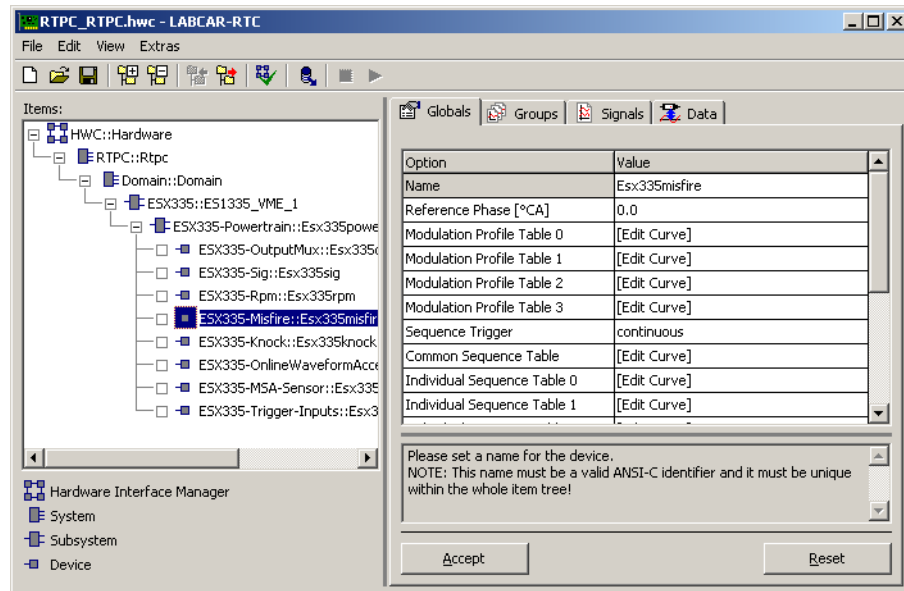 RTPC_RTPC.hwc - LABCAR-RTC
File Edit View Extras
Items:
HWC::Hardware
RTPC::Rtpc
Domain::Domain
ESX335::ES1335_VME_1
ESX335-Powertrain::Esx335powe
ESX335-OutputMux::Esx335o
ESX335-Sig::Esx335sig
ESX335-Rpm::Esx335rpm
ESX335-Misfire::Esx335misfir
ESX335-Knock::Esx335knock
ESX335-OnlineWaveformAcce
ESX335-MSA-Sensor::Esx335
ESX335-Trigger-Inputs::Esx3
Hardware Interface Manager
System
Subsystem
Device
Globals Groups Signals Data
Option Value
Name Esx335misfire
Reference Phase [°CA] 0.0
Modulation Profile Table 0 [Edit Curve]
Modulation Profile Table 1 [Edit Curve]
Modulation Profile Table 2 [Edit Curve]
Modulation Profile Table 3 [Edit Curve]
Sequence Trigger continuous
Common Sequence Table [Edit Curve]
Individual Sequence Table 0 [Edit Curve]
Individual Sequence Table 1 [Edit Curve]
Please set a name for the device.
NOTE: This name must be a valid ANSI-C identifier and it must be unique
within the whole item tree!
Accept Reset